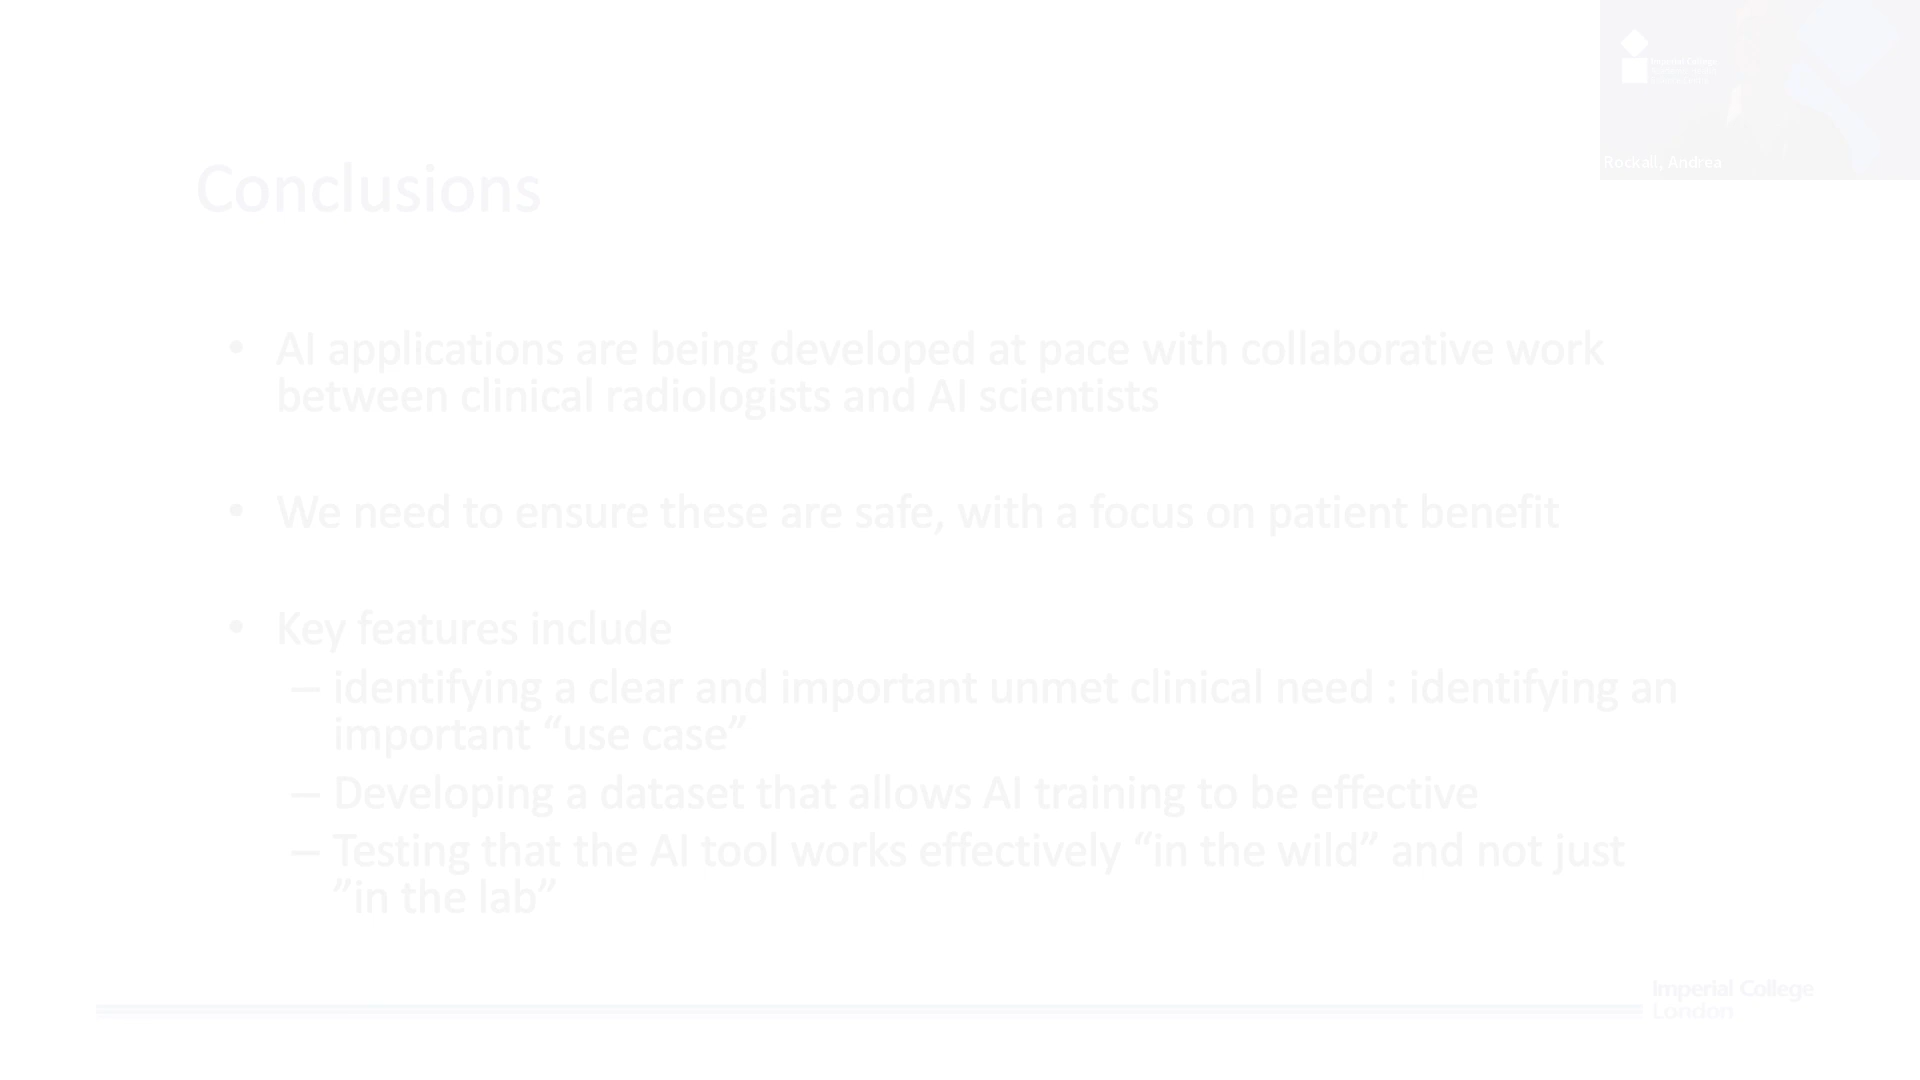 Imperial College
Rockall, Andrea
Conclusions
• AI applications are being developed at pace with collaborative work
between clinical radiologists and AI scientists
• We need to ensure these are safe, with a focus on patient benefit
• Key features include
– identifying a clear and important unmet clinical need : identifying an
important “use case”
– Developing a dataset that allows AI training to be effective
– Testing that the AI tool works effectively “in the wild” and not just
”in the lab”
Imperial College
London